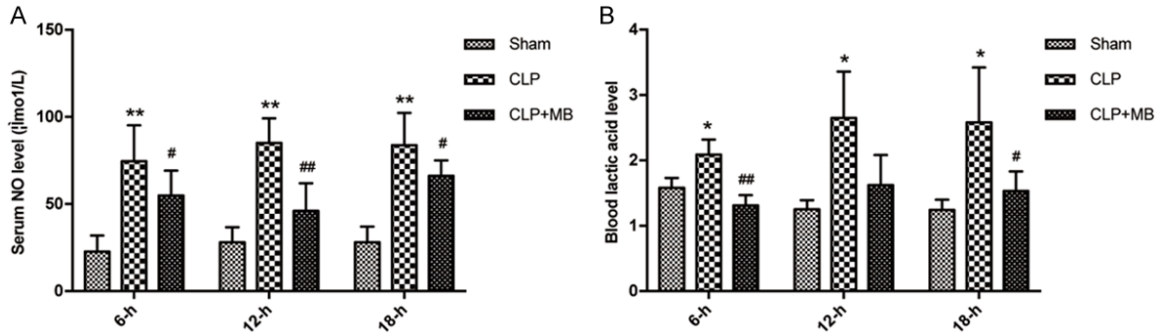 A
Serum NO level (¡ìmo1/L)
150
100
50
0
**
#
**
##
**
#
6-h
12-h
18-h
Sham
CLP
CLP+MB
B
Blood lactic acid level
4
3
2
1
0
*
##
*
*
#
6-h
12-h
18-h
Sham
CLP
CLP+MB